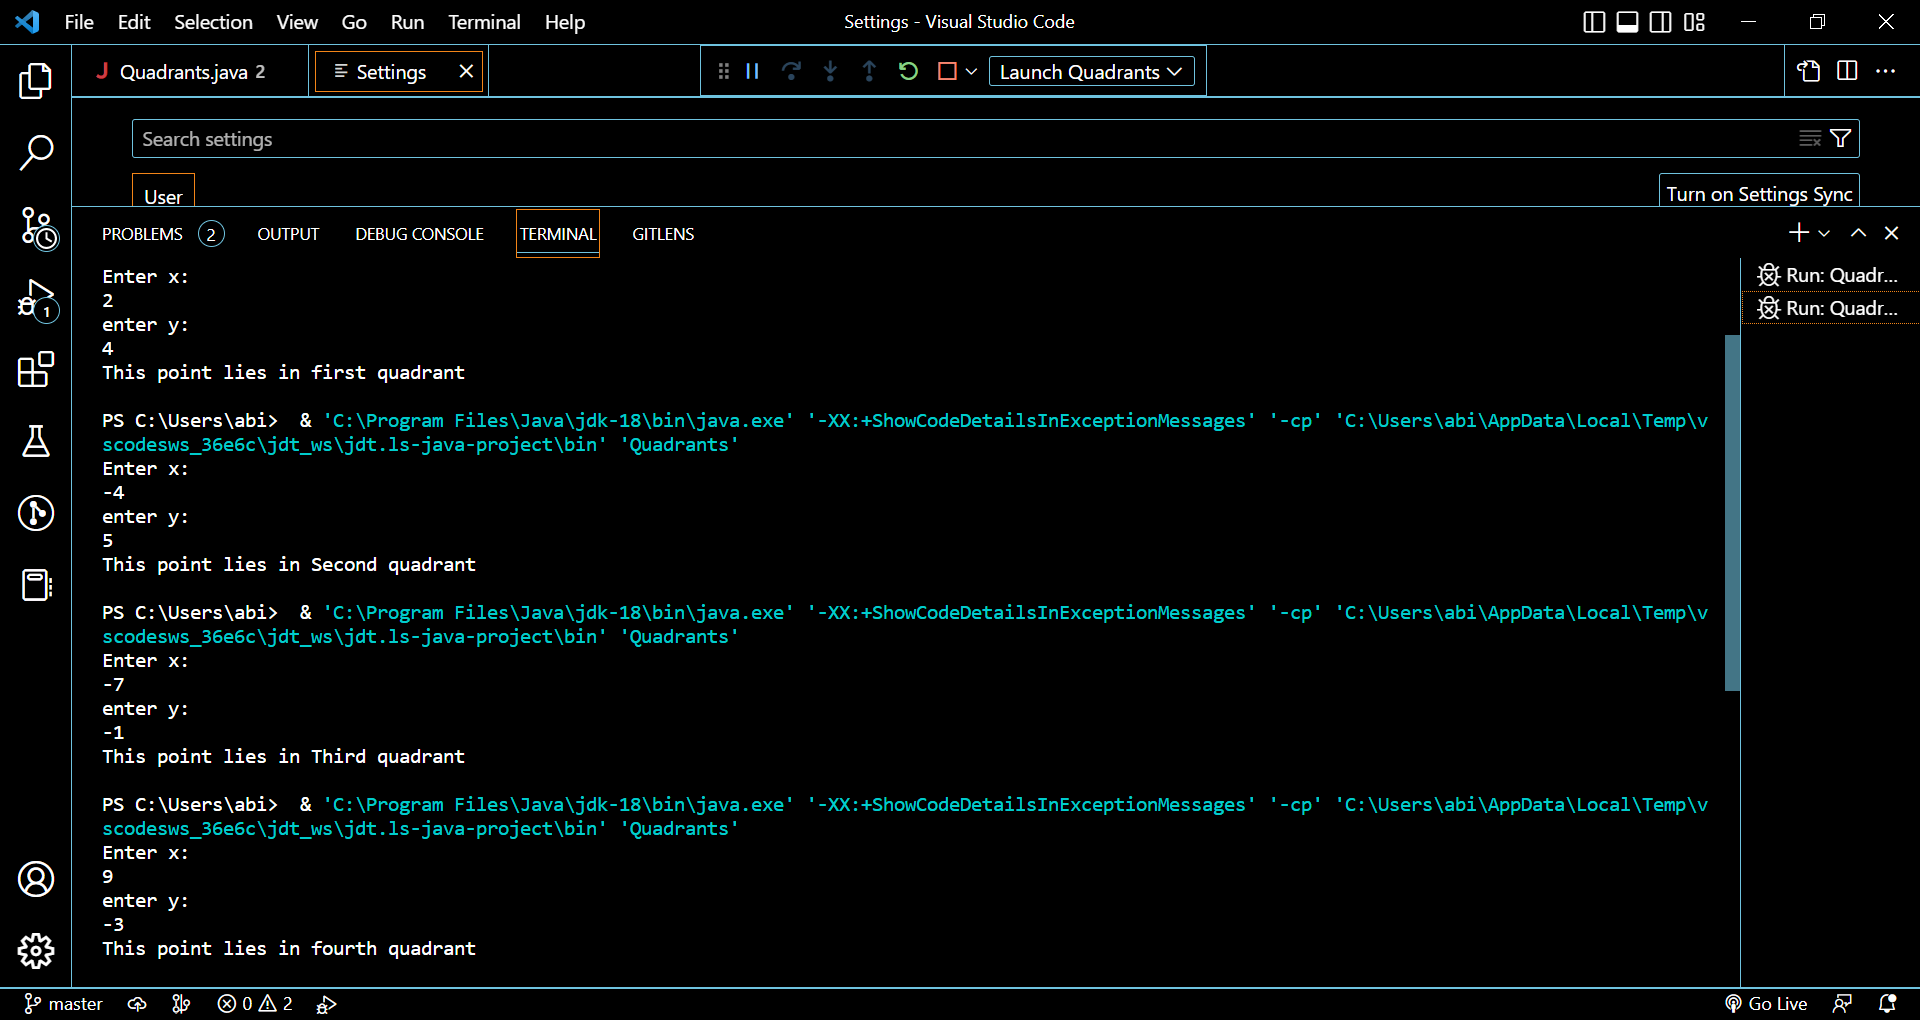 File Edit Selection View Go Run Terminal Help Settings - Visual Studio Code
J Quadrants.java 2 Settings Launch Quadrants
Search settings
User Turn on Settings Sync
PROBLEMS 2 OUTPUT DEBUG CONSOLE TERMINAL GITLENS
Enter x:
2
enter y:
4
This point lies in first quadrant
PS C:\Users\abi>  & 'C:\Program Files\Java\jdk-18\bin\java.exe' '-XX:+ShowCodeDetailsInExceptionMessages' '-cp' 'C:\Users\abi\AppData\Local\Temp\v
scodesws_36e6c\jdt_ws\jdt.ls-java-project\bin' 'Quadrants'
Enter x:
-4
enter y:
5
This point lies in Second quadrant
PS C:\Users\abi>  & 'C:\Program Files\Java\jdk-18\bin\java.exe' '-XX:+ShowCodeDetailsInExceptionMessages' '-cp' 'C:\Users\abi\AppData\Local\Temp\v
scodesws_36e6c\jdt_ws\jdt.ls-java-project\bin' 'Quadrants'
Enter x:
-7
enter y:
-1
This point lies in Third quadrant
PS C:\Users\abi>  & 'C:\Program Files\Java\jdk-18\bin\java.exe' '-XX:+ShowCodeDetailsInExceptionMessages' '-cp' 'C:\Users\abi\AppData\Local\Temp\v
scodesws_36e6c\jdt_ws\jdt.ls-java-project\bin' 'Quadrants'
Enter x:
9
enter y:
-3
This point lies in fourth quadrant
Run: Quadr...
Run: Quadr...
1
master 0 2 Go Live